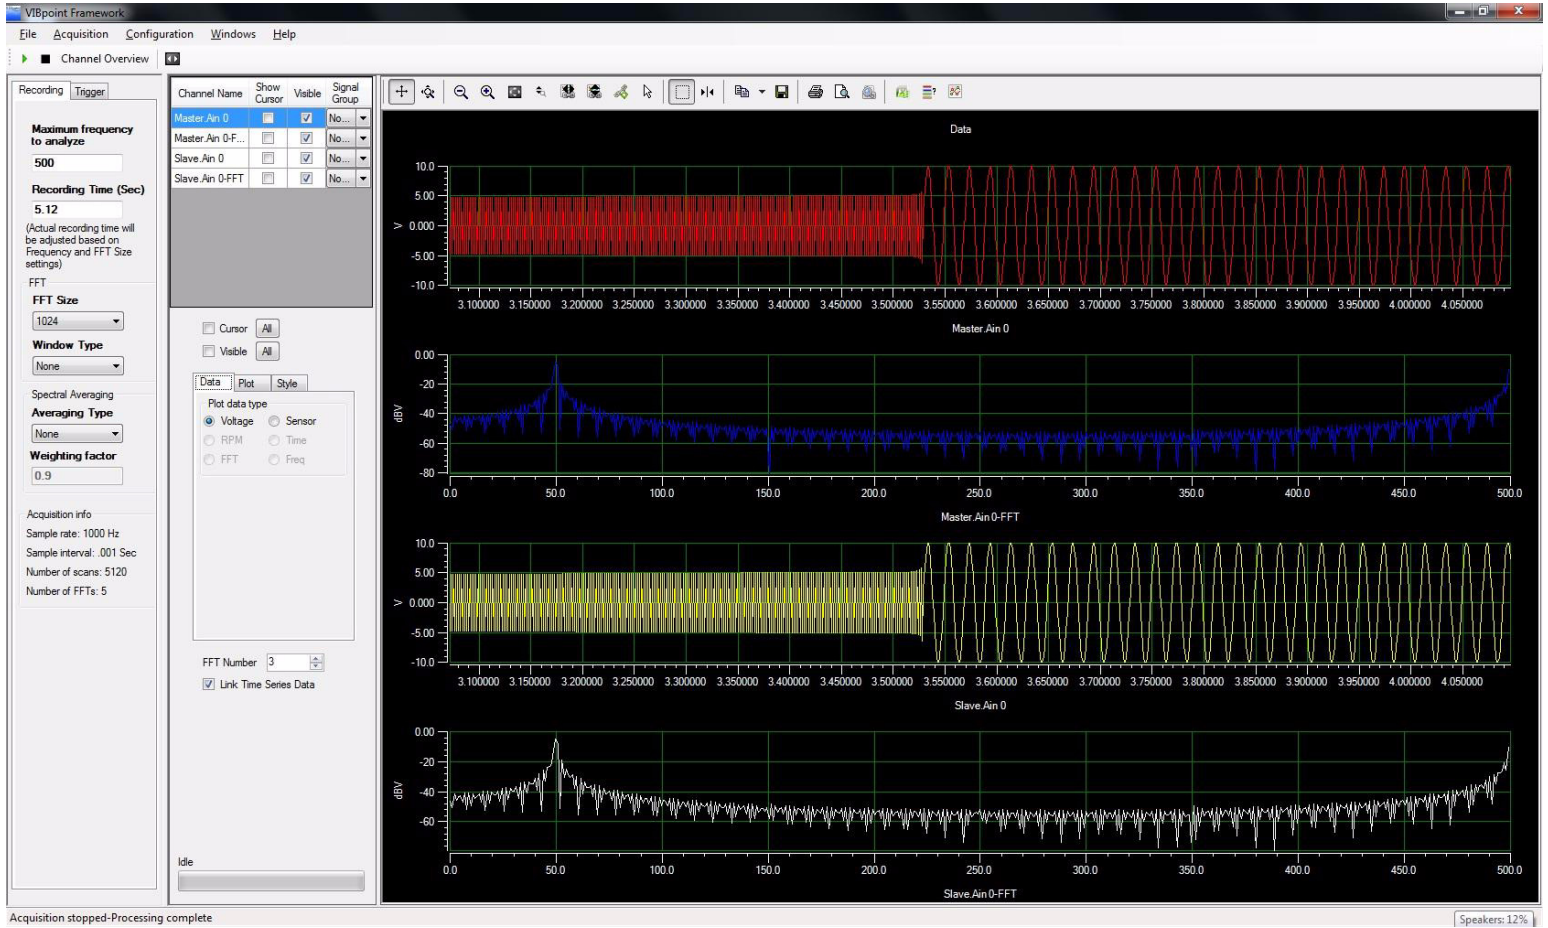 VIBpoint Framework
File Acquisition Configuration Windows Help
Channel Overview
Recording Trigger
Maximum frequency
to analyze
500
Recording Time (Sec)
5.12
(Actual recording time will
be adjusted based on
Frequency and FFT Size
settings)
FFT
FFT Size
1024
Window Type
None
Spectral Averaging
Averaging Type
None
Weighting factor
0.9
Acquisition info
Sample rate: 1000 Hz
Sample interval: .001 Sec
Number of scans: 5120
Number of FFTs: 5
Channel Name Show Cursor Visible Signal Group
Master.Ain 0 No...
Master.Ain 0-F... No...
Slave.Ain 0 No...
Slave.Ain 0-FFT No...
Cursor All
Visible All
Data Plot Style
Plot data type
Voltage Sensor
RPM Time
FFT Freq
FFT Number 3
Link Time Series Data
Idle
Data
10.0
5.00
V 0.000
-5.00
-10.0
3.100000 3.150000 3.200000 3.250000 3.300000 3.350000 3.400000 3.450000 3.500000 3.550000 3.600000 3.650000 3.700000 3.750000 3.800000 3.850000 3.900000 3.950000 4.000000 4.050000
Master.Ain 0
0.00
-20
dBV -40
-60
-80
0.0 50.0 100.0 150.0 200.0 250.0 300.0 350.0 400.0 450.0 500.0
Master.Ain 0-FFT
10.0
5.00
V 0.000
-5.00
-10.0
3.100000 3.150000 3.200000 3.250000 3.300000 3.350000 3.400000 3.450000 3.500000 3.550000 3.600000 3.650000 3.700000 3.750000 3.800000 3.850000 3.900000 3.950000 4.000000 4.050000
Slave.Ain 0
0.00
-20
dBV -40
-60
0.0 50.0 100.0 150.0 200.0 250.0 300.0 350.0 400.0 450.0 500.0
Slave.Ain 0-FFT
Acquisition stopped-Processing complete
Speakers: 12%